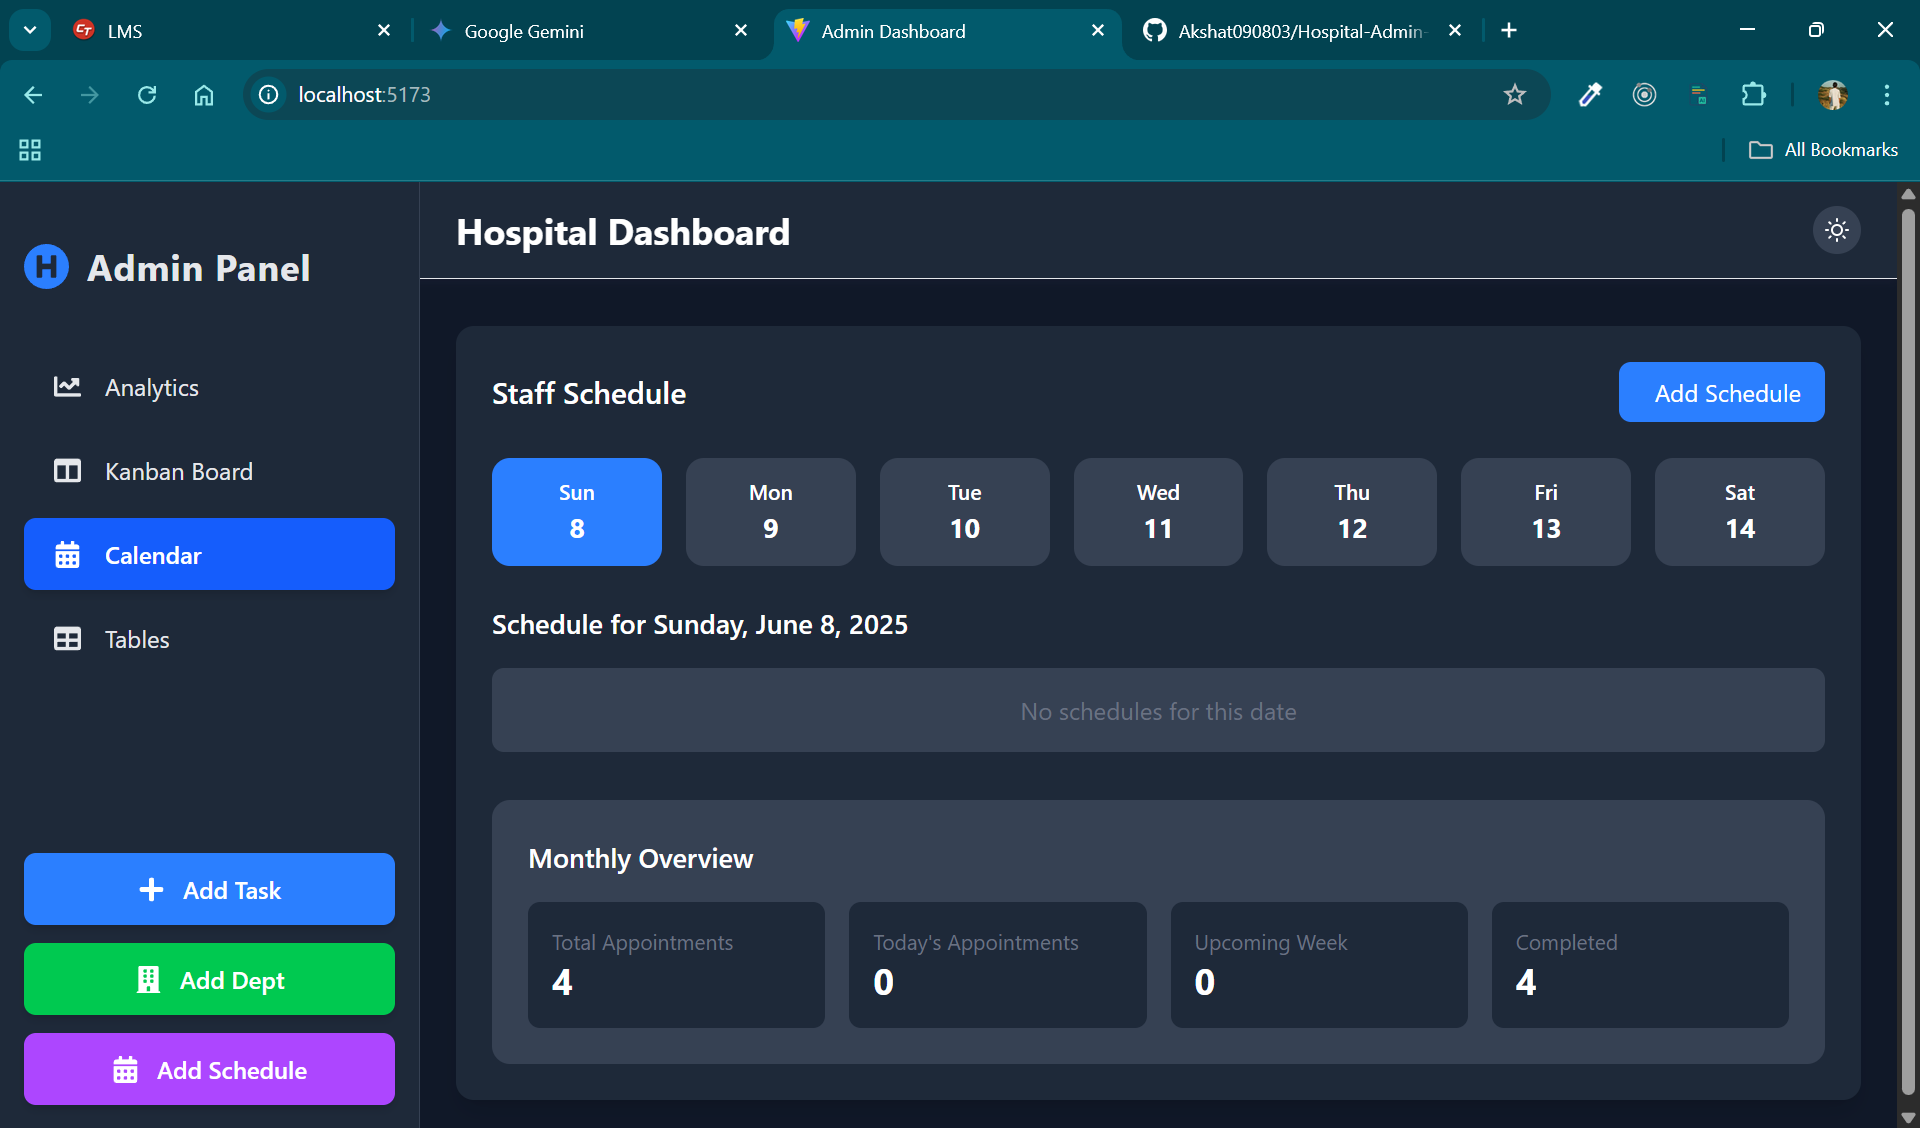 LMS
Google Gemini
Admin Dashboard
Akshat090803/Hospital-Admin-
localhost:5173
All Bookmarks
H Admin Panel
Analytics
Kanban Board
Calendar
Tables
Add Task
Add Dept
Add Schedule
Hospital Dashboard
Staff Schedule
Add Schedule
Sun Mon Tue Wed Thu Fri Sat
8 9 10 11 12 13 14
Schedule for Sunday, June 8, 2025
No schedules for this date
Monthly Overview
Total Appointments Today's Appointments Upcoming Week Completed
4 0 0 4